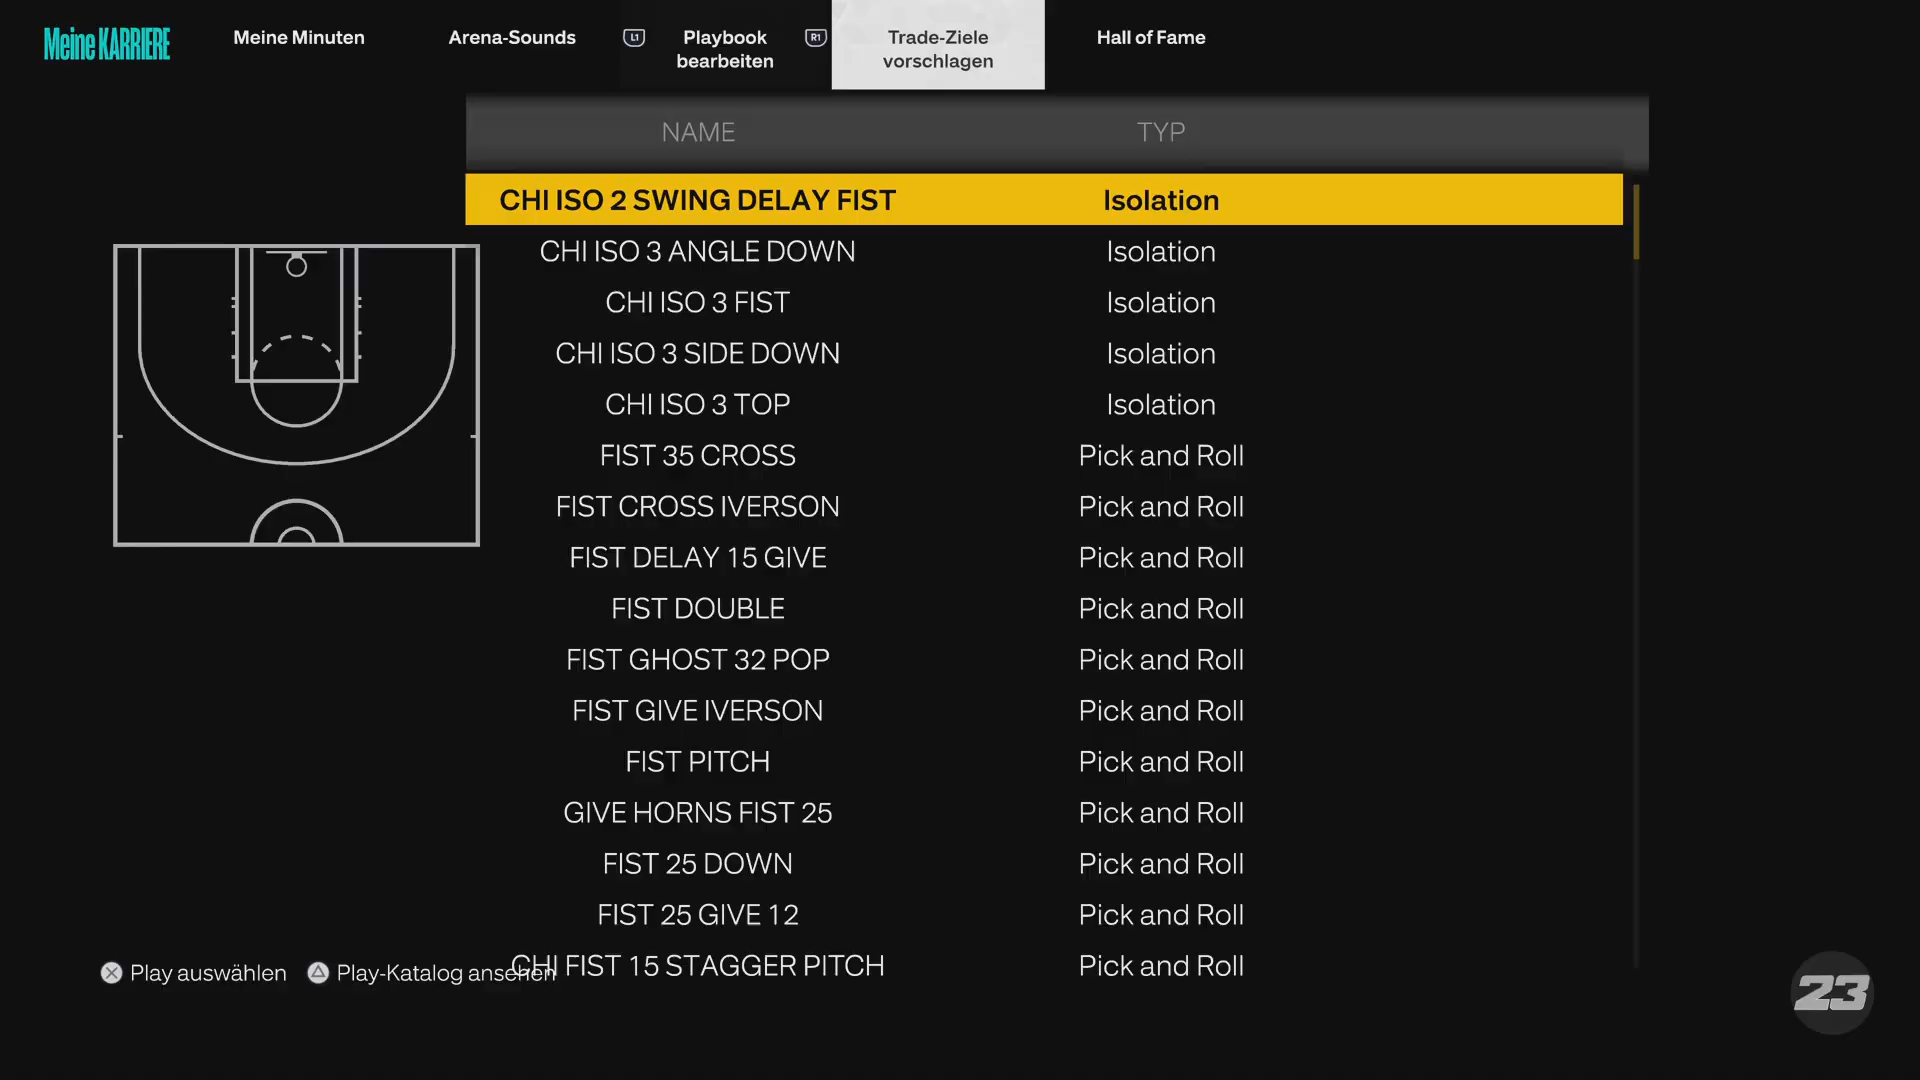 Meine KARRIERE
Meine Minuten
Arena-Sounds
L1
Playbook
bearbeiten
R1
Trade-Ziele
vorschlagen
Hall of Fame
NAME TYP
CHI ISO 2 SWING DELAY FIST Isolation
CHI ISO 3 ANGLE DOWN Isolation
CHI ISO 3 FIST Isolation
CHI ISO 3 SIDE DOWN Isolation
CHI ISO 3 TOP Isolation
FIST 35 CROSS Pick and Roll
FIST CROSS IVERSON Pick and Roll
FIST DELAY 15 GIVE Pick and Roll
FIST DOUBLE Pick and Roll
FIST GHOST 32 POP Pick and Roll
FIST GIVE IVERSON Pick and Roll
FIST PITCH Pick and Roll
GIVE HORNS FIST 25 Pick and Roll
FIST 25 DOWN Pick and Roll
FIST 25 GIVE 12 Pick and Roll
CHI FIST 15 STAGGER PITCH Pick and Roll
Play auswählen Play-Katalog ansehen
23